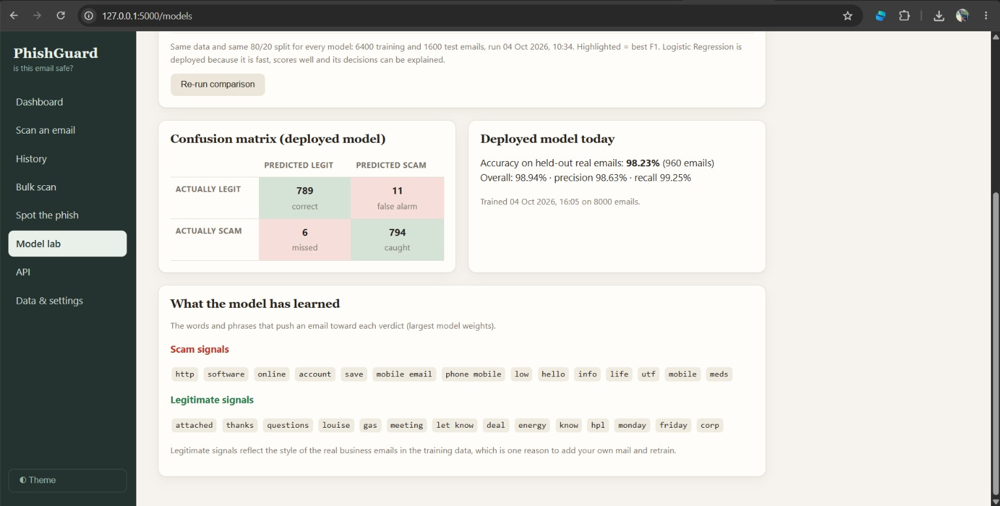 127.0.0.1:5000/models
PhishGuard
is this email safe?
Dashboard
Scan an email
History
Bulk scan
Spot the phish
Model lab
API
Data & settings
Theme
Same data and same 80/20 split for every model: 6400 training and 1600 test emails, run 04 Oct 2026, 10:34. Highlighted = best F1. Logistic Regression is
deployed because it is fast, scores well and its decisions can be explained.
Re-run comparison
Confusion matrix (deployed model)
PREDICTED LEGIT PREDICTED SCAM
ACTUALLY LEGIT 789 11
correct false alarm
ACTUALLY SCAM 6 794
missed caught
Deployed model today
Accuracy on held-out real emails: 98.23% (960 emails)
Overall: 98.94% · precision 98.63% · recall 99.25%
Trained 04 Oct 2026, 16:05 on 8000 emails.
What the model has learned
The words and phrases that push an email toward each verdict (largest model weights).
Scam signals
http software online account save mobile email phone mobile low hello info life utf mobile meds
Legitimate signals
attached thanks questions louise gas meeting let know deal energy know hpl monday friday corp
Legitimate signals reflect the style of the real business emails in the training data, which is one reason to add your own mail and retrain.